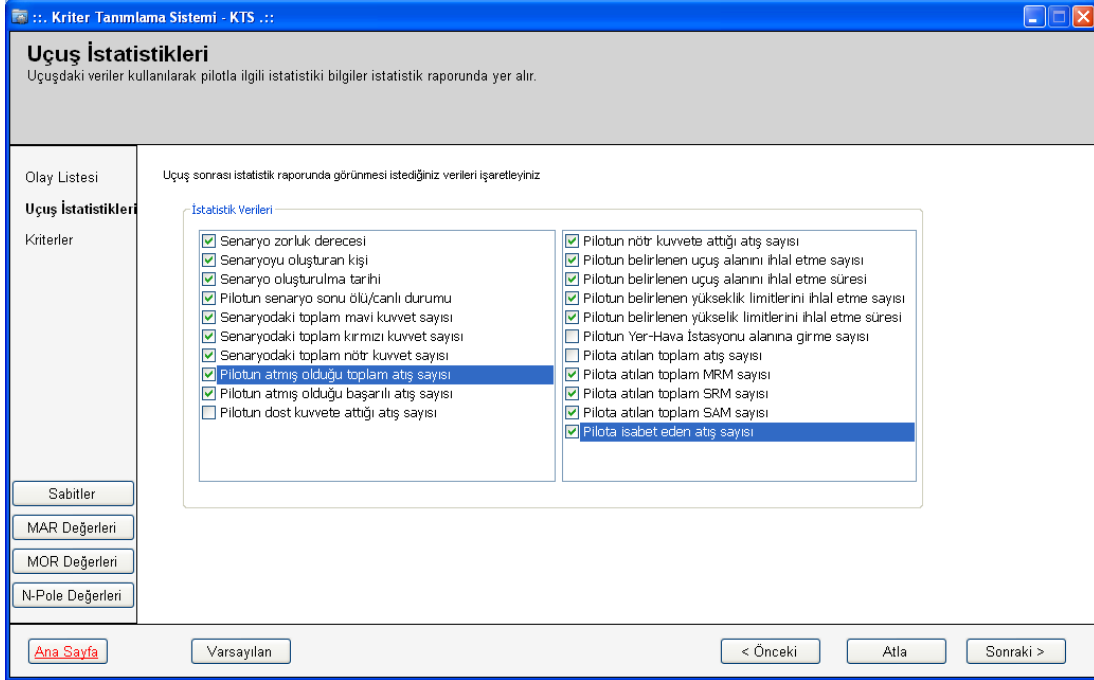 ::. Kriter Tanımlama Sistemi - KTS .::
Uçuş İstatistikleri
Uçuşdaki veriler kullanılarak pilotla ilgili istatistiki bilgiler istatistik raporunda yer alır.
Olay Listesi
Uçuş İstatistikleri
Kriterler
Uçuş sonrası istatistik raporunda görünmesi istediğiniz verileri işaretleyiniz
İstatistik Verileri
Senaryo zorluk derecesi
Senaryoyu oluşturan kişi
Senaryo oluşturulma tarihi
Pilotun senaryo sonu ölü/canlı durumu
Senaryodaki toplam mavi kuvvet sayısı
Senaryodaki toplam kırmızı kuvvet sayısı
Senaryodaki toplam nötr kuvvet sayısı
Pilotun atmış olduğu toplam atış sayısı
Pilotun atmış olduğu başarılı atış sayısı
Pilotun dost kuvvete attığı atış sayısı
Pilotun nötr kuvvete attığı atış sayısı
Pilotun belirlenen uçuş alanını ihlal etme sayısı
Pilotun belirlenen uçuş alanını ihlal etme süresi
Pilotun belirlenen yükseklik limitlerini ihlal etme sayısı
Pilotun belirlenen yükselik limitlerini ihlal etme süresi
Pilotun Yer-Hava İstasyonu alanına girme sayısı
Pilota atılan toplam atış sayısı
Pilota atılan toplam MRM sayısı
Pilota atılan toplam SRM sayısı
Pilota atılan toplam SAM sayısı
Pilota isabet eden atış sayısı
Sabitler
MAR Değerleri
MOR Değerleri
N-Pole Değerleri
Ana Sayfa
Varsayılan
< Önceki
Atla
Sonraki >